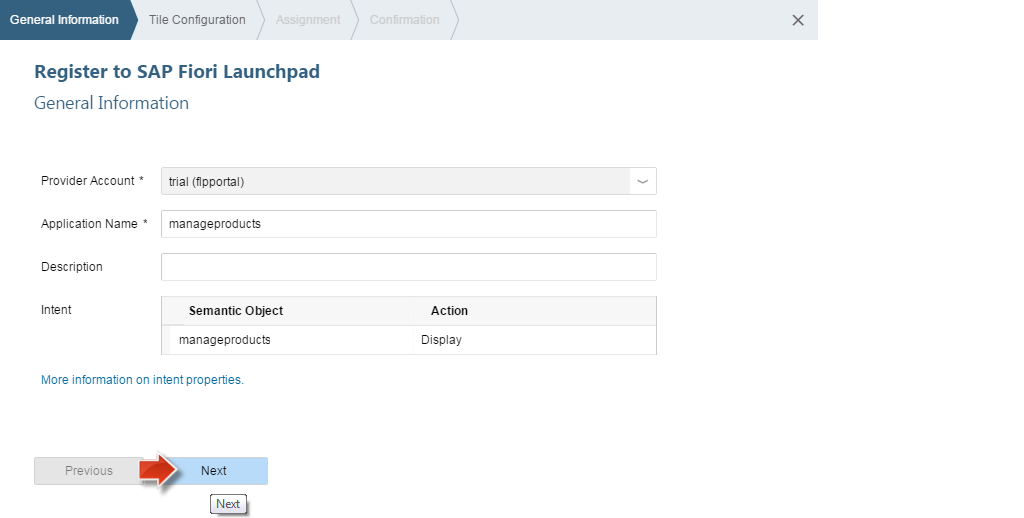 General Information Tile Configuration Assignment Confirmation
Register to SAP Fiori Launchpad
General Information
Provider Account * trial (flpportal)
Application Name * manageproducts
Description
Intent Semantic Object Action
manageproducts Display
More information on intent properties.
Previous Next
Next